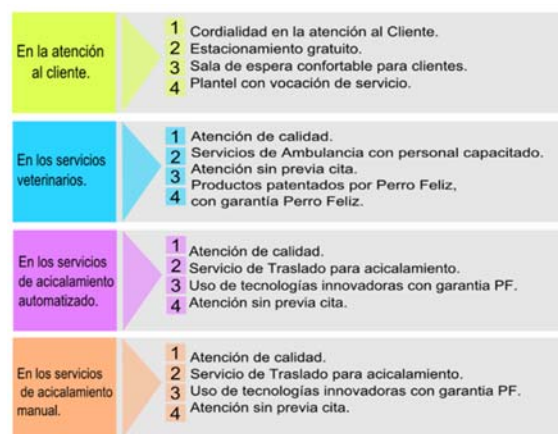 En la atención
al cliente.
1 Cordialidad en la atención al Cliente.
2 Estacionamiento gratuito.
3 Sala de espera confortable para clientes.
4 Plantel con vocación de servicio.
En los servicios
veterinarios.
1 Atención de calidad.
2 Servicios de Ambulancia con personal capacitado.
3 Atención sin previa cita.
4 Productos patentados por Perro Feliz,
con garantía Perro Feliz.
En los servicios
de acicalamiento
automatizado.
1 Atención de calidad.
2 Servicio de Traslado para acicalamiento.
3 Uso de tecnologías innovadoras con garantia PF.
4 Atención sin previa cita.
En los servicios
de acicalamiento
manual.
1 Atención de calidad.
2 Servicio de Traslado para acicalamiento.
3 Uso de tecnologías innovadoras con garantia PF.
4 Atención sin previa cita.